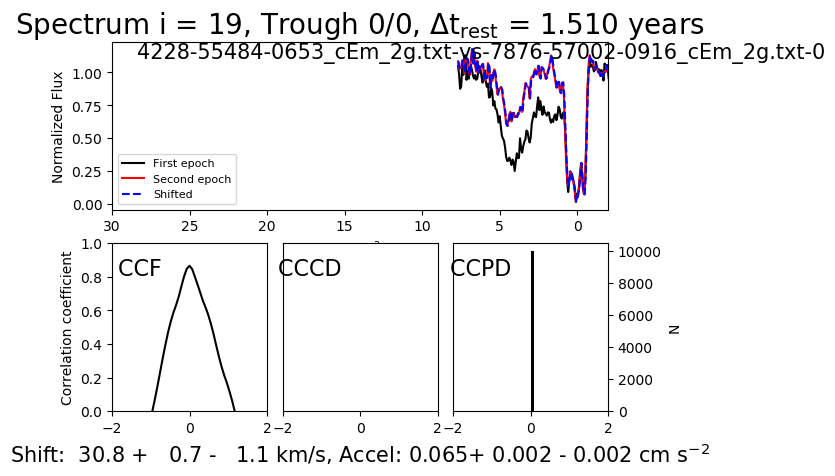 Spectrum i = 19, Trough 0/0, Δt_rest = 1.510 years
4228-55484-0653_cEm_2g.txt-vs-7876-57002-0916_cEm_2g.txt-0
Normalized Flux
1.00
0.75
0.50
0.25
0.00
First epoch
Second epoch
Shifted
30 25 20 15 10 5 0
Correlation coefficient
1.0
0.8
0.6
0.4
0.2
0.0
CCF
CCCD
CCPD
10000
8000
6000
4000
2000
0
N
−2 0 2
−2 0 2
−2 0 2
Shift: 30.8 + 0.7 - 1.1 km/s, Accel: 0.065+ 0.002 - 0.002 cm s⁻²